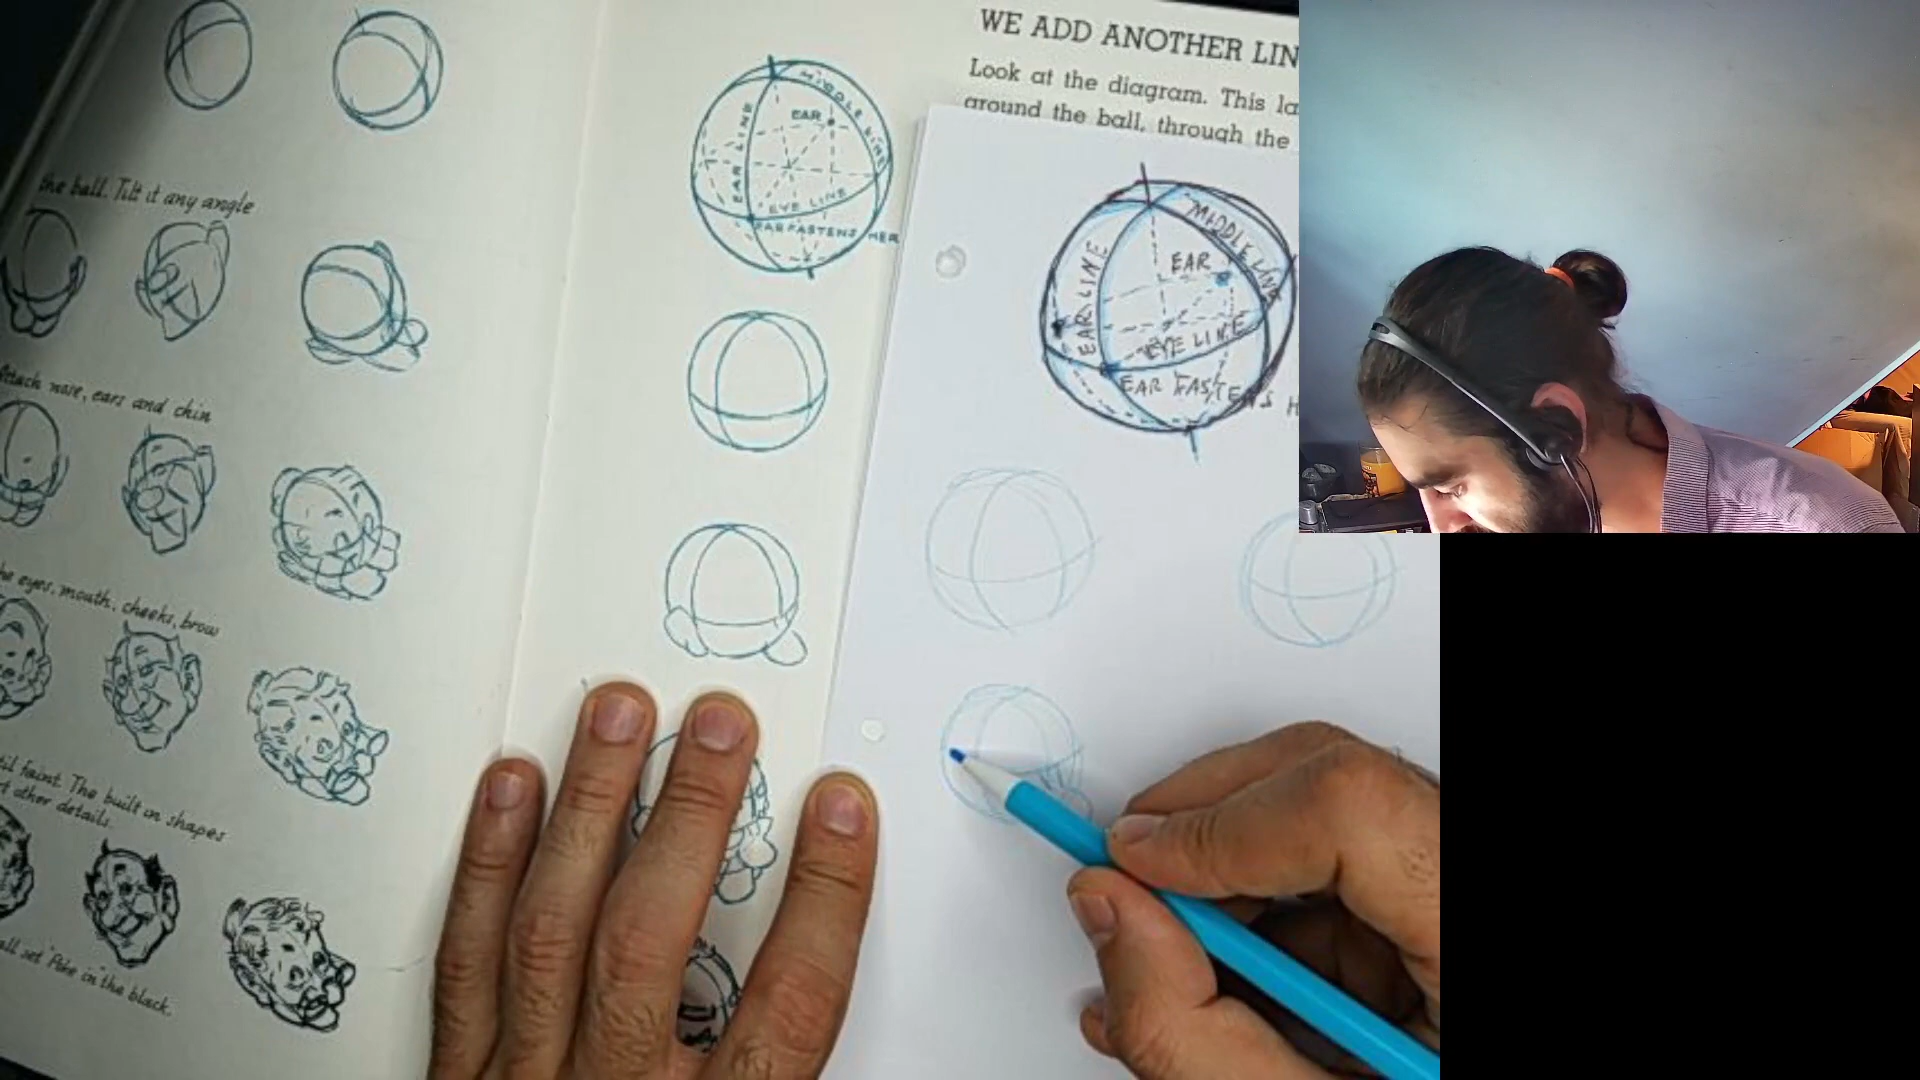 the ball. Tilt it any angle
Attach nose, ears and chin
he eyes, mouth, cheeks, brow
til faint. The built in shapes
rt other details.
all set "Poke in" the black.
MIDDLE LINE
EAR
EAR LINE
EYE LINE
EAR FASTENS HER
WE ADD ANOTHER LIN
Look at the diagram. This la
around the ball, through the
MIDDLE LINE
EAR
EAR LINE
EYE LINE
EAR FASTENS H